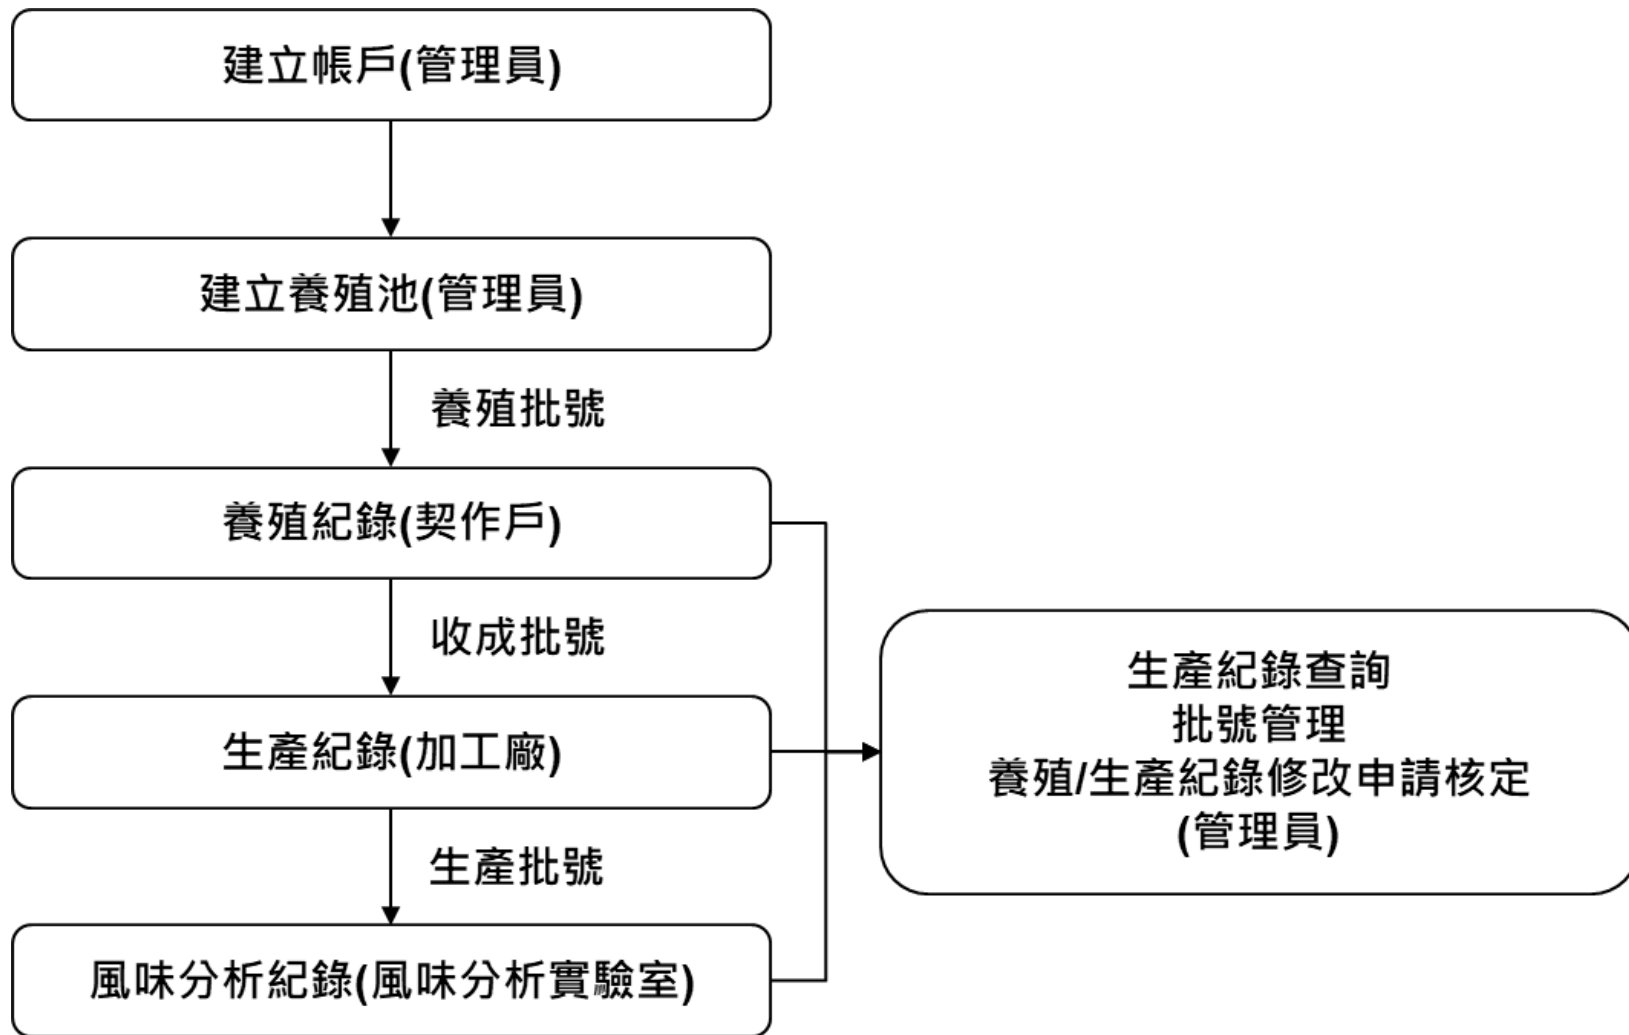 建立帳戶(管理員)
建立養殖池(管理員)
養殖批號
養殖紀錄(契作戶)
收成批號
生產紀錄(加工廠)
生產批號
風味分析紀錄(風味分析實驗室)
生產紀錄查詢
批號管理
養殖/生產紀錄修改申請核定
(管理員)